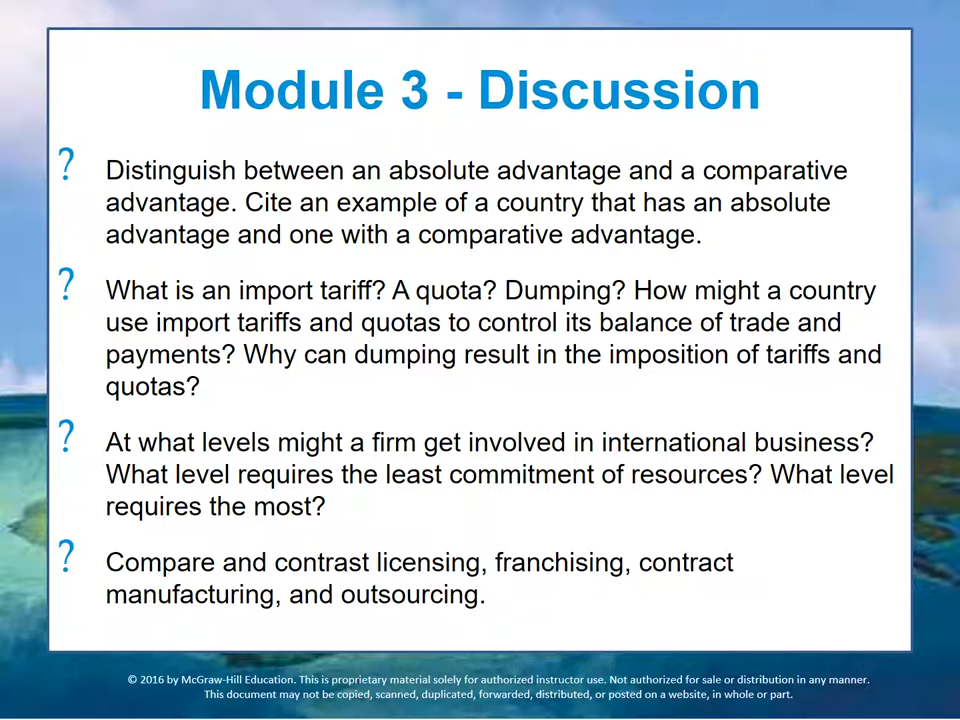 Module 3 - Discussion
? Distinguish between an absolute advantage and a comparative
advantage. Cite an example of a country that has an absolute
advantage and one with a comparative advantage.
? What is an import tariff? A quota? Dumping? How might a country
use import tariffs and quotas to control its balance of trade and
payments? Why can dumping result in the imposition of tariffs and
quotas?
? At what levels might a firm get involved in international business?
What level requires the least commitment of resources? What level
requires the most?
? Compare and contrast licensing, franchising, contract
manufacturing, and outsourcing.
© 2016 by McGraw-Hill Education. This is proprietary material solely for authorized instructor use. Not authorized for sale or distribution in any manner.
This document may not be copied, scanned, duplicated, forwarded, distributed, or posted on a website, in whole or part.